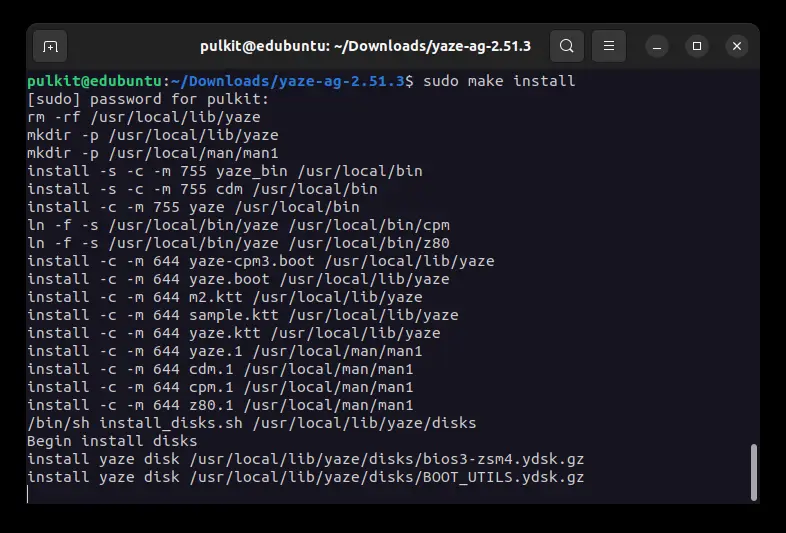 pulkit@edubuntu: ~/Downloads/yaze-ag-2.51.3
pulkit@edubuntu:~/Downloads/yaze-ag-2.51.3$ sudo make install
[sudo] password for pulkit:
rm -rf /usr/local/lib/yaze
mkdir -p /usr/local/lib/yaze
mkdir -p /usr/local/man/man1
install -s -c -m 755 yaze_bin /usr/local/bin
install -s -c -m 755 cdm /usr/local/bin
install -c -m 755 yaze /usr/local/bin
ln -f -s /usr/local/bin/yaze /usr/local/bin/cpm
ln -f -s /usr/local/bin/yaze /usr/local/bin/z80
install -c -m 644 yaze-cpm3.boot /usr/local/lib/yaze
install -c -m 644 yaze.boot /usr/local/lib/yaze
install -c -m 644 m2.ktt /usr/local/lib/yaze
install -c -m 644 sample.ktt /usr/local/lib/yaze
install -c -m 644 yaze.ktt /usr/local/lib/yaze
install -c -m 644 yaze.1 /usr/local/man/man1
install -c -m 644 cdm.1 /usr/local/man/man1
install -c -m 644 cpm.1 /usr/local/man/man1
install -c -m 644 z80.1 /usr/local/man/man1
/bin/sh install_disks.sh /usr/local/lib/yaze/disks
Begin install disks
install yaze disk /usr/local/lib/yaze/disks/bios3-zsm4.ydsk.gz
install yaze disk /usr/local/lib/yaze/disks/BOOT_UTILS.ydsk.gz